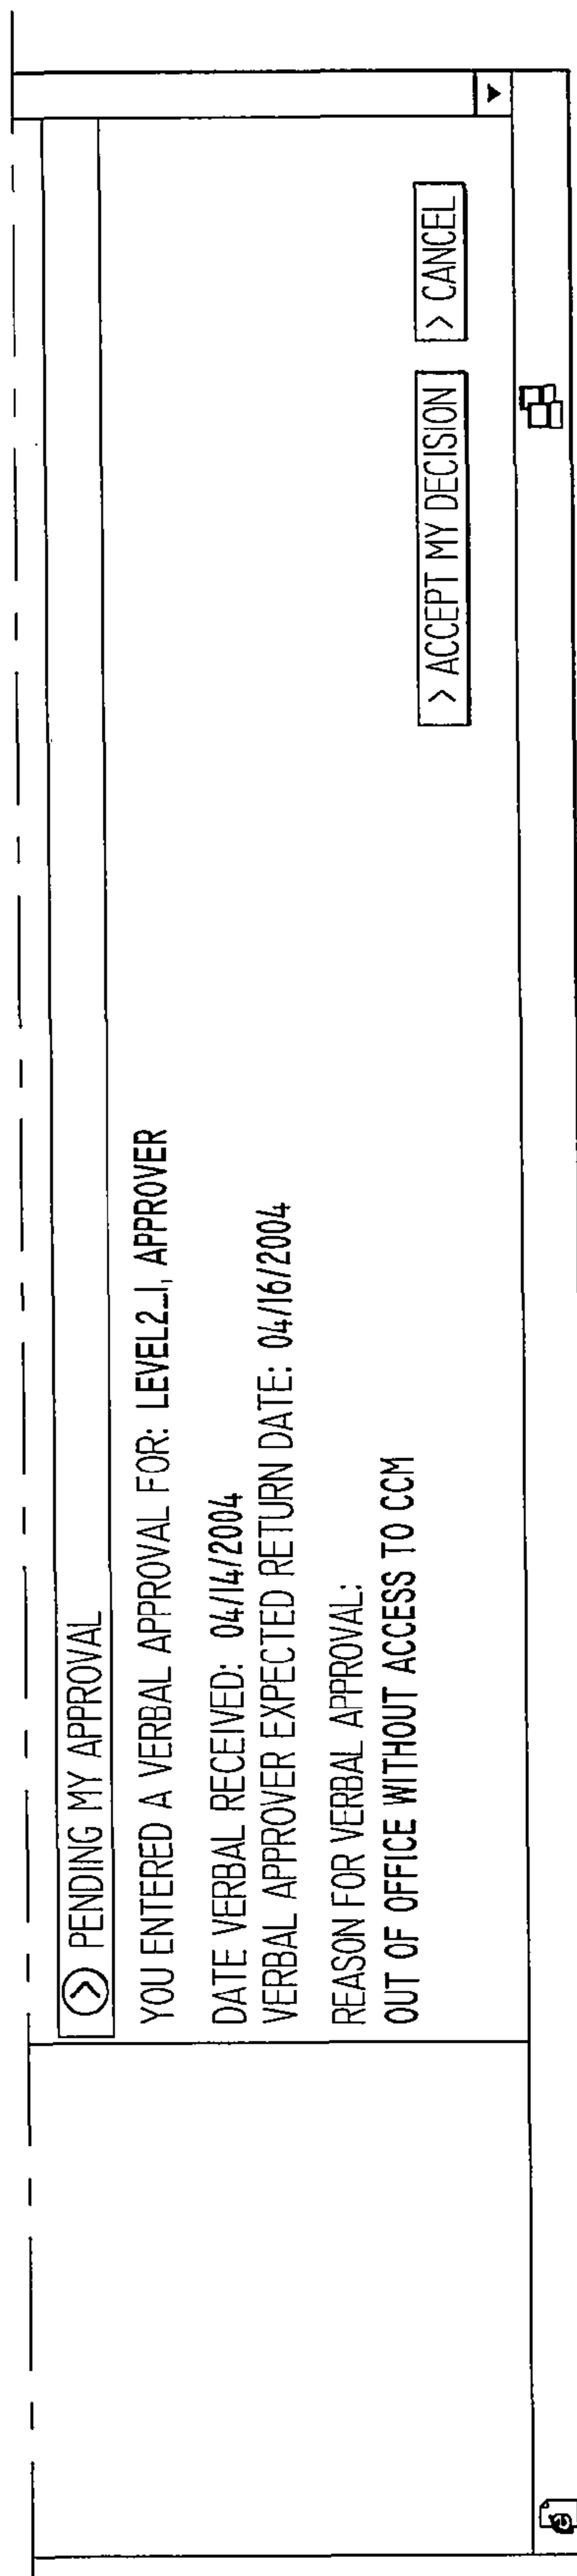 > PENDING MY APPROVAL
YOU ENTERED A VERBAL APPROVAL FOR: LEVEL2_1, APPROVER
DATE VERBAL RECEIVED: 04/14/2004
VERBAL APPROVER EXPECTED RETURN DATE: 04/16/2004
REASON FOR VERBAL APPROVAL:
OUT OF OFFICE WITHOUT ACCESS TO CCM
> ACCEPT MY DECISION > CANCEL